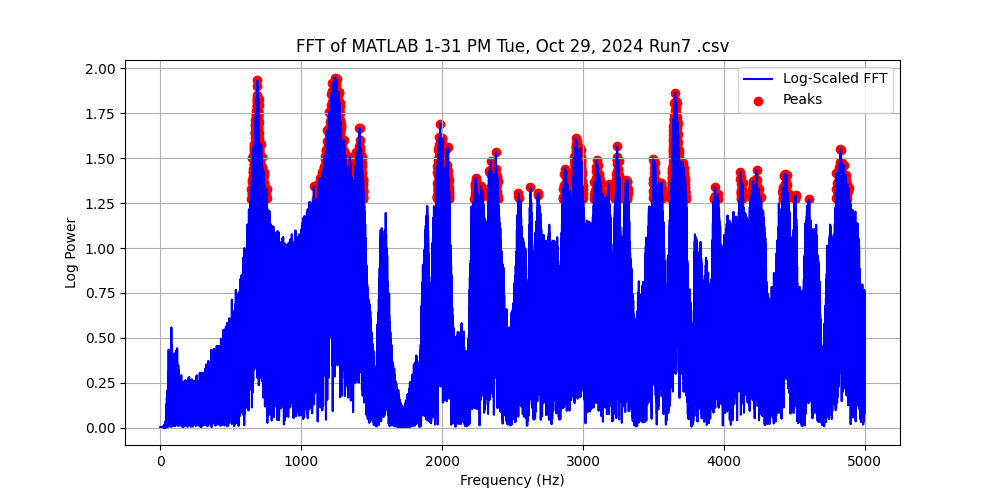 FFT of MATLAB 1-31 PM Tue, Oct 29, 2024 Run7 .csv
Log-Scaled FFT
Peaks
2.00
1.75
1.50
1.25
1.00
0.75
0.50
0.25
0.00
Log Power
0 1000 2000 3000 4000 5000
Frequency (Hz)